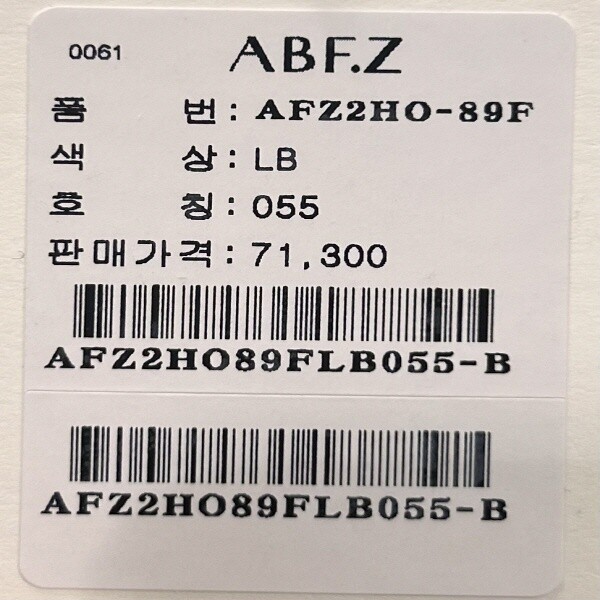 0061 ABF.Z
품 번 : AFZ2HO-89F
색 상 : LB
호 칭 : 055
판매가격 : 71,300
AFZ2HO89FLB055-B
AFZ2HO89FLB055-B